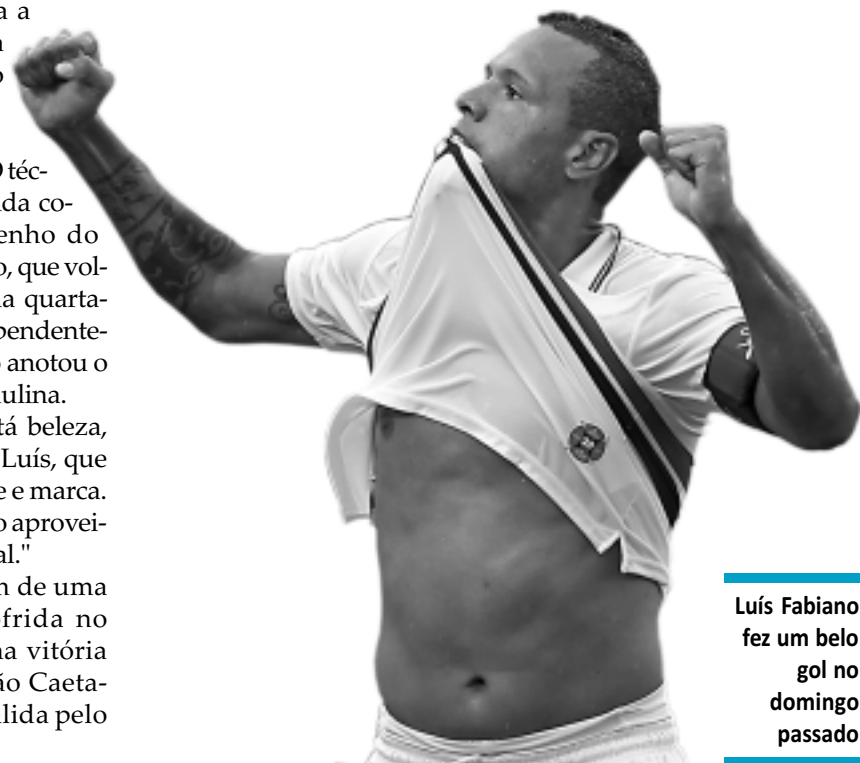 a a
o
téc-
da co-
enho do
o, que vol-
a quarta-
pendente-
o anotou o
ulina.
tá beleza,
Luís, que
e e marca.
o aprovei-
al."
m de uma
frida no
na vitória
ão Caeta-
lida pelo
Luís Fabiano
fez um belo
gol no
domingo
passado